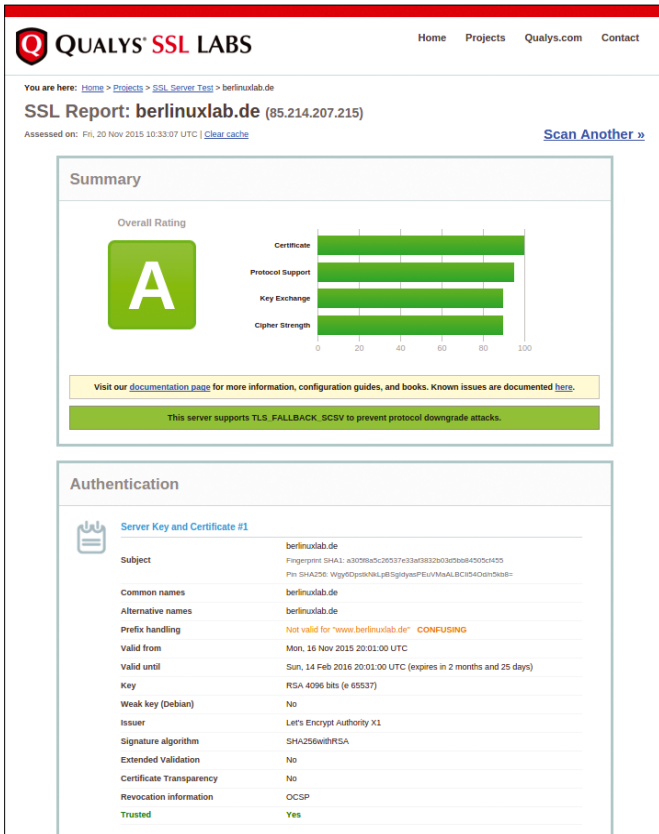 QUALYS® SSL LABS
Home Projects Qualys.com Contact
You are here: Home > Projects > SSL Server Test > berlinuxlab.de
SSL Report: berlinuxlab.de (85.214.207.215)
Assessed on: Fri, 20 Nov 2015 10:33:07 UTC | Clear cache
Scan Another »
Summary
Overall Rating
A
Certificate
Protocol Support
Key Exchange
Cipher Strength
0 20 40 60 80 100
Visit our documentation page for more information, configuration guides, and books. Known issues are documented here.
This server supports TLS_FALLBACK_SCSV to prevent protocol downgrade attacks.
Authentication
Server Key and Certificate #1
berlinuxlab.de
Subject
Fingerprint SHA1:
Pin SHA256:
Common names berlinuxlab.de
Alternative names berlinuxlab.de
Prefix handling Not valid for "www.berlinuxlab.de" CONFUSING
Valid from Mon, 16 Nov 2015 20:01:00 UTC
Valid until Sun, 14 Feb 2016 20:01:00 UTC (expires in 2 months and 25 days)
Key RSA 4096 bits (e 65537)
Weak key (Debian) No
Issuer Let's Encrypt Authority X1
Signature algorithm SHA256withRSA
Extended Validation No
Certificate Transparency No
Revocation information OCSP
Trusted Yes